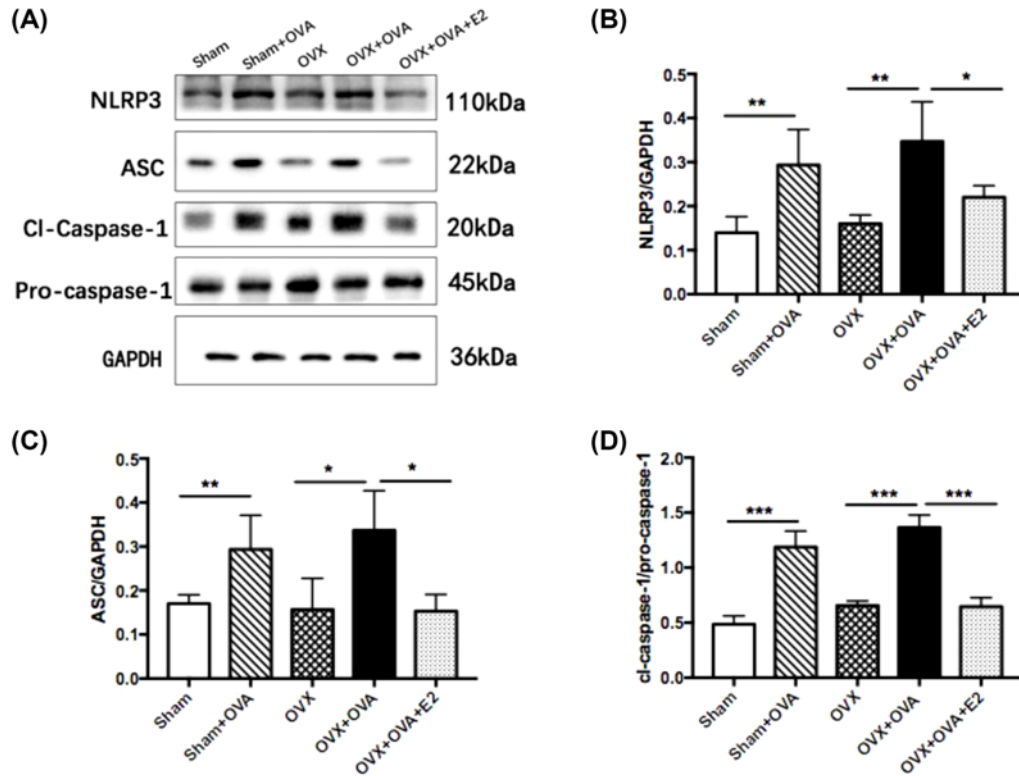 (A)
Sham Sham+OVA OVX OVX+OVA OVX+OVA+E2
NLRP3 110kDa
ASC 22kDa
Cl-Caspase-1 20kDa
Pro-caspase-1 45kDa
GAPDH 36kDa
(B)
NLRP3/GAPDH
0.5
0.4
0.3
0.2
0.1
0.0
** ** *
Sham Sham+OVA OVX OVX+OVA OVX+OVA+E2
(C)
ASC/GAPDH
0.5
0.4
0.3
0.2
0.1
0.0
** * *
Sham Sham+OVA OVX OVX+OVA OVX+OVA+E2
(D)
cl-caspase-1/pro-caspase-1
2.0
1.5
1.0
0.5
0.0
*** *** ***
Sham Sham+OVA OVX OVX+OVA OVX+OVA+E2